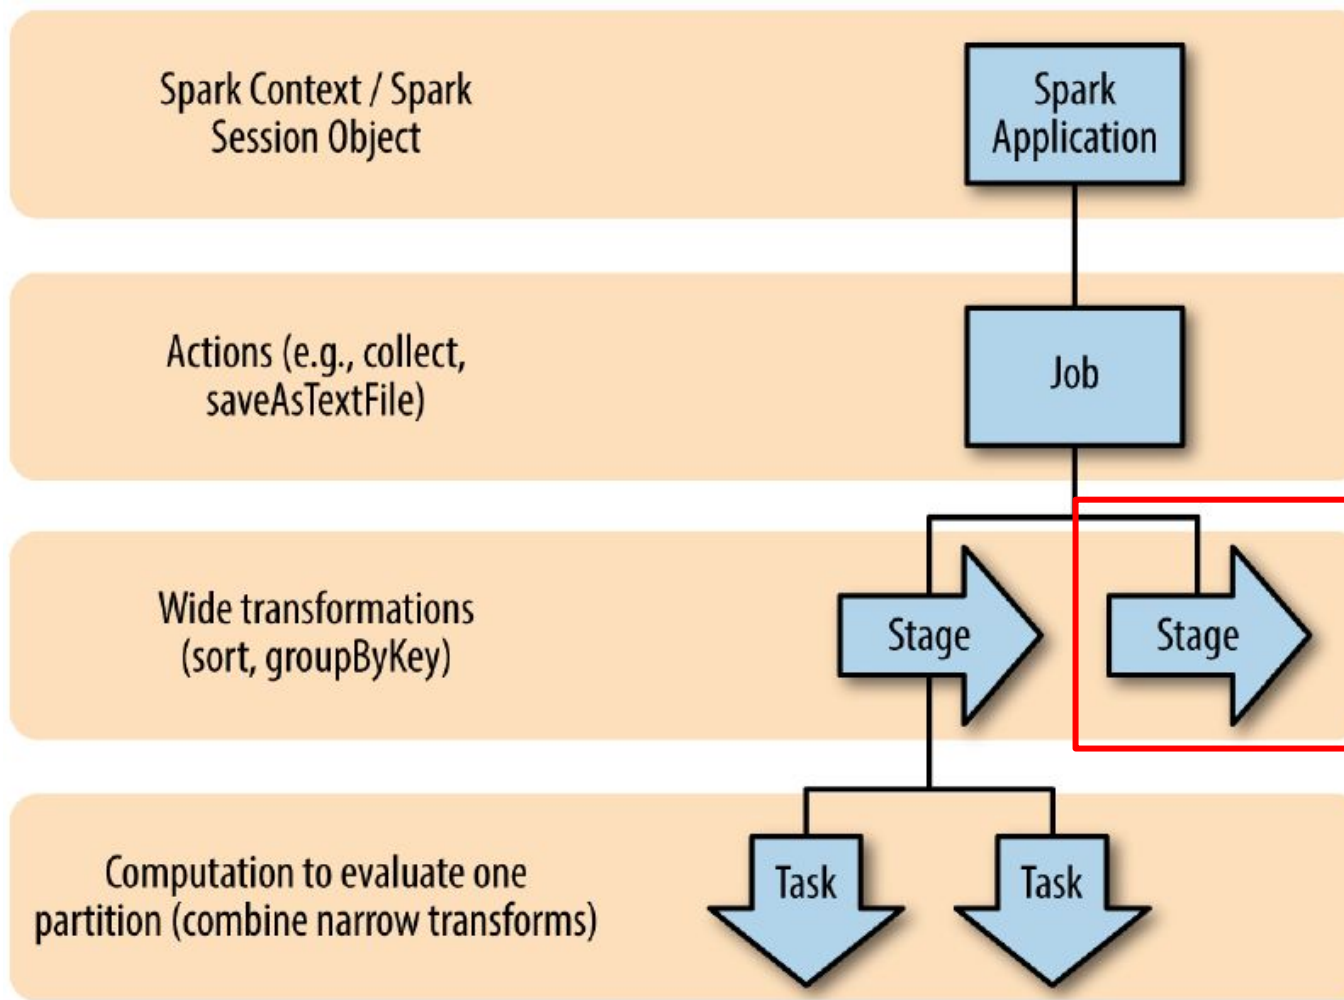 Spark Context / Spark
Session Object
Spark
Application
Actions (e.g., collect,
saveAsTextFile)
Job
Wide transformations
(sort, groupByKey)
Stage
Stage
Computation to evaluate one
partition (combine narrow transforms)
Task
Task